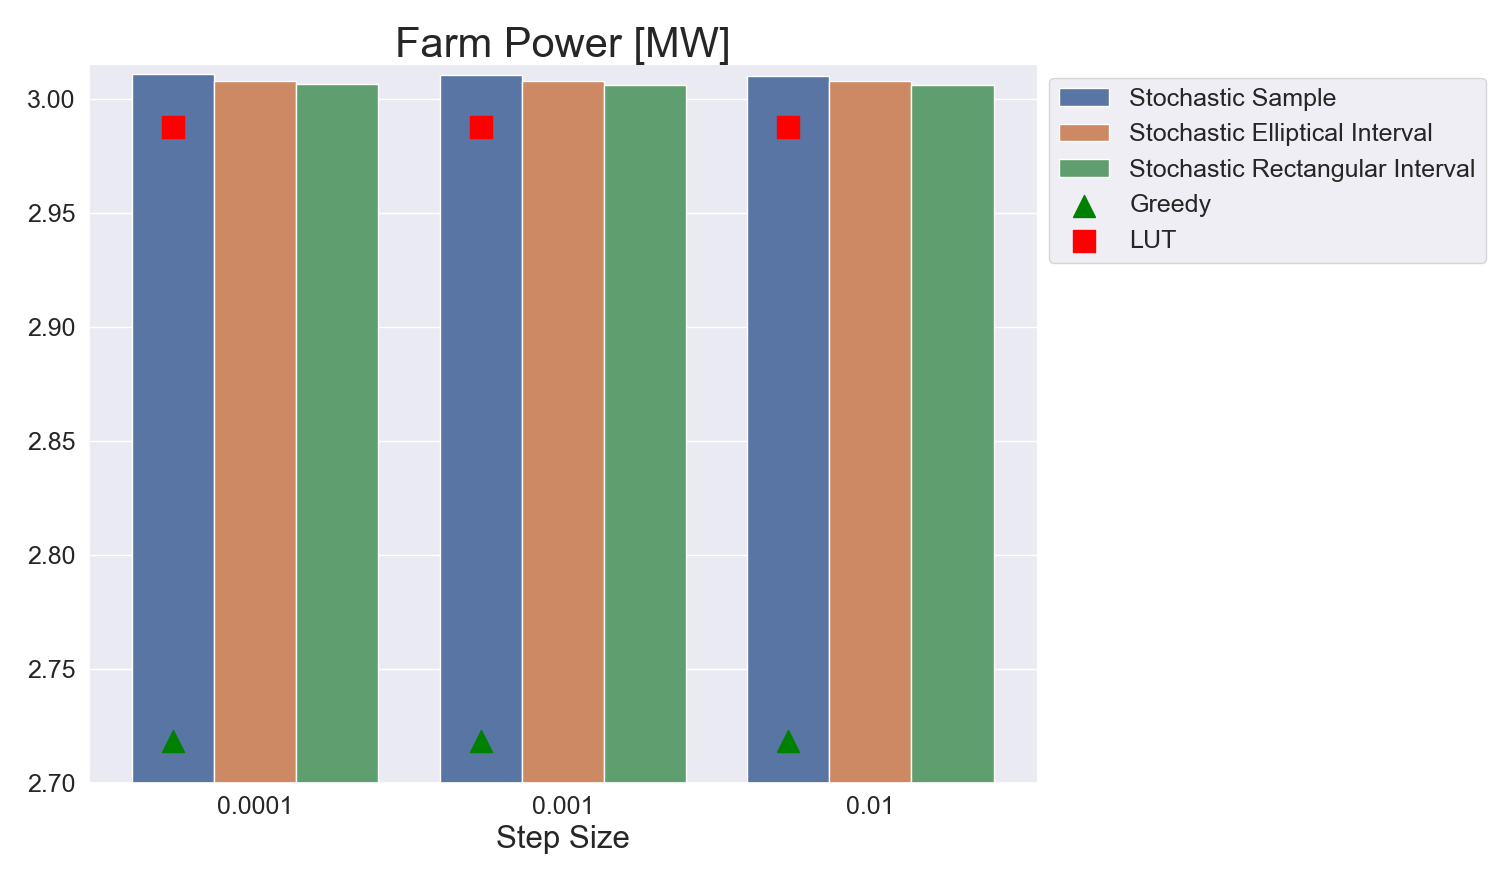 Farm Power [MW]
3.00
2.95
2.90
2.85
2.80
2.75
2.70
0.0001
0.001
0.01
Step Size
Stochastic Sample
Stochastic Elliptical Interval
Stochastic Rectangular Interval
Greedy
LUT